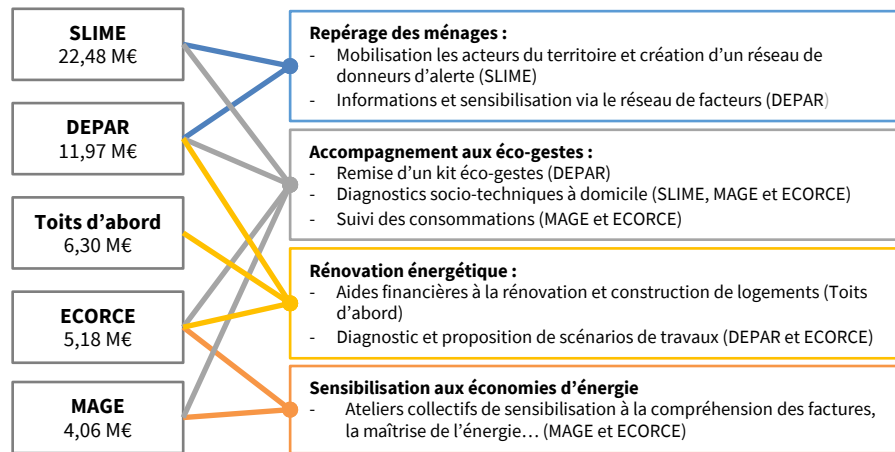 SLIME
22,48 M€
DEPAR
11,97 M€
Toits d’abord
6,30 M€
ECORCE
5,18 M€
MAGE
4,06 M€
Repérage des ménages :
- Mobilisation les acteurs du territoire et création d’un réseau de
donneurs d’alerte (SLIME)
- Informations et sensibilisation via le réseau de facteurs (DEPAR)
Accompagnement aux éco-gestes :
- Remise d’un kit éco-gestes (DEPAR)
- Diagnostics socio-techniques à domicile (SLIME, MAGE et ECORCE)
- Suivi des consommations (MAGE et ECORCE)
Rénovation énergétique :
- Aides financières à la rénovation et construction de logements (Toits
d’abord)
- Diagnostic et proposition de scénarios de travaux (DEPAR et ECORCE)
Sensibilisation aux économies d’énergie
- Ateliers collectifs de sensibilisation à la compréhension des factures,
la maîtrise de l’énergie… (MAGE et ECORCE)